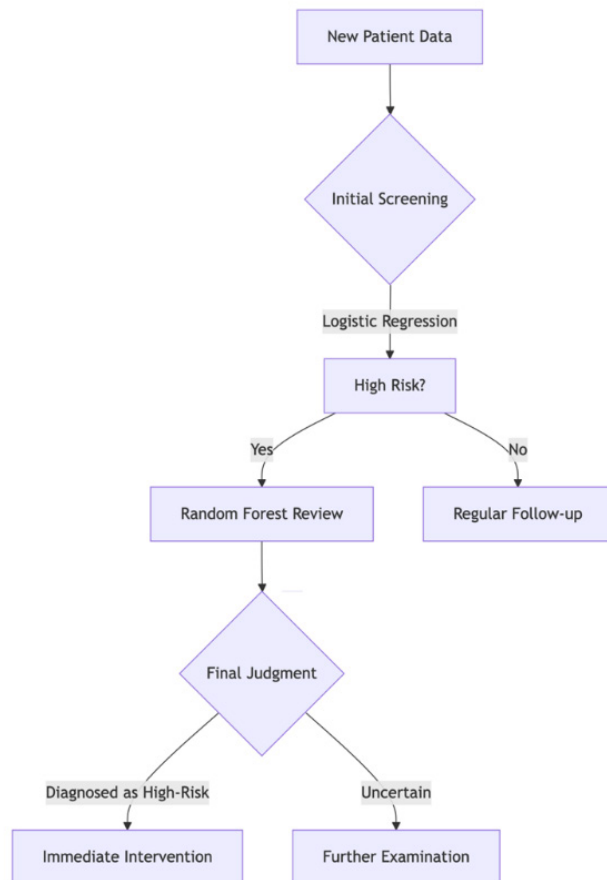 New Patient Data
Initial Screening
Logistic Regression
High Risk?
Yes
No
Random Forest Review
Regular Follow-up
Final Judgment
Diagnosed as High-Risk
Uncertain
Immediate Intervention
Further Examination